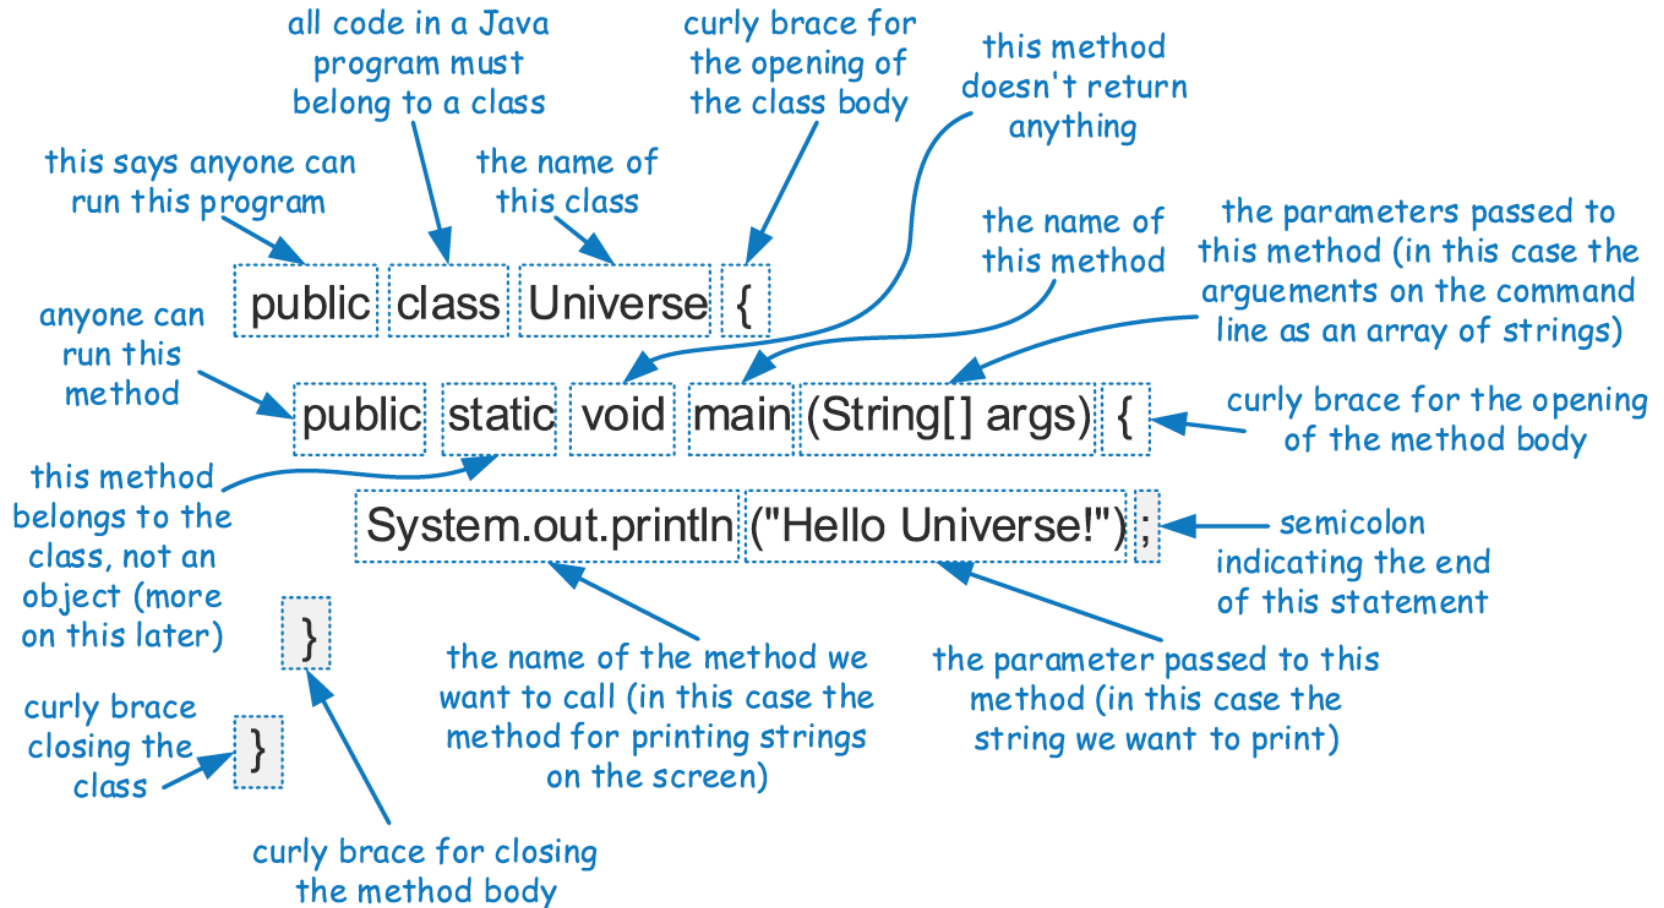 all code in a Java
program must
belong to a class
curly brace for
the opening of
the class body
this method
doesn't return
anything
this says anyone can
run this program
the name of
this class
the name of
this method
the parameters passed to
this method (in this case the
arguements on the command
line as an array of strings)
public class Universe {
anyone can
run this
method
public static void main (String[] args) {
curly brace for the opening
of the method body
this method
belongs to the
class, not an
object (more
on this later)
System.out.println ("Hello Universe!") ;
semicolon
indicating the end
of this statement
}
the name of the method we
want to call (in this case the
method for printing strings
on the screen)
the parameter passed to this
method (in this case the
string we want to print)
curly brace
closing the
class
}
curly brace for closing
the method body